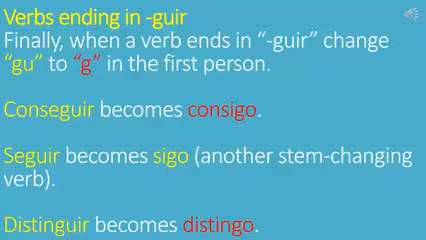 Verbs ending in -guir
Finally, when a verb ends in “-guir” change
“gu” to “g” in the first person.
Conseguir becomes consigo.
Seguir becomes sigo (another stem-changing
verb).
Distinguir becomes distingo.